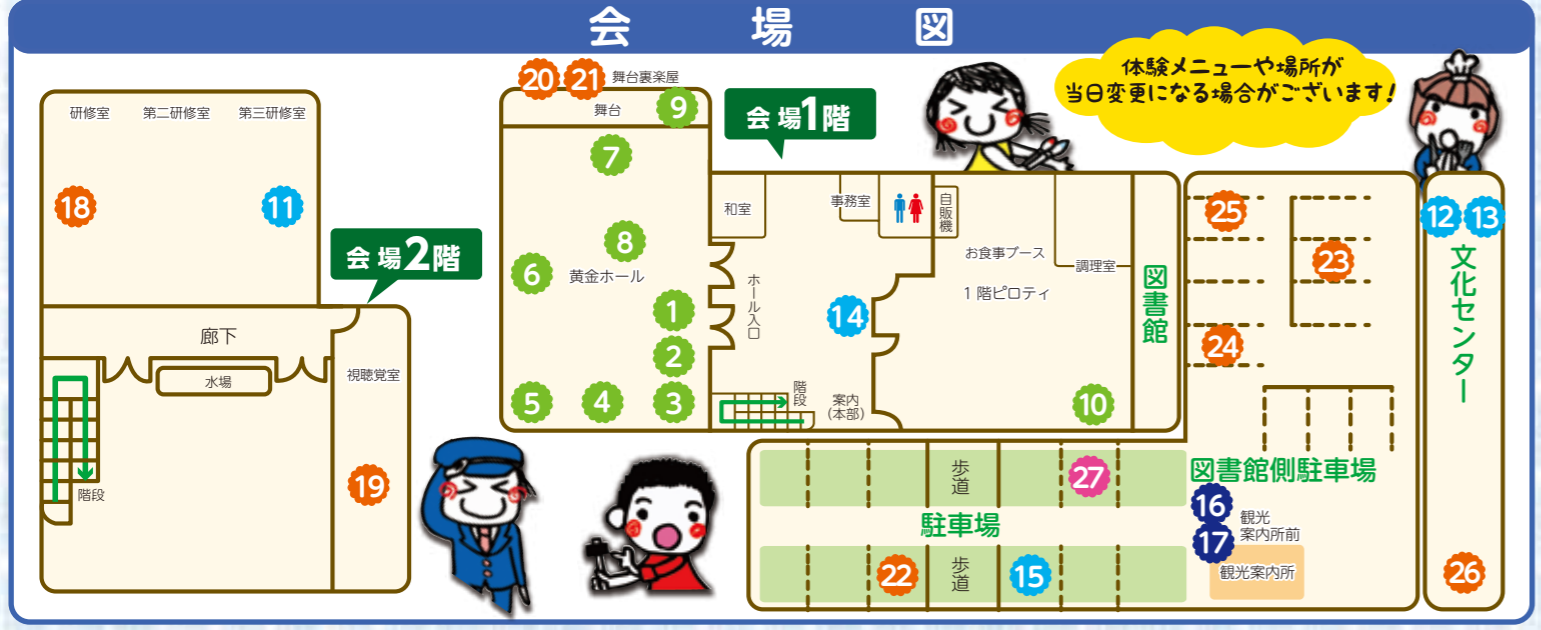 会場図
体験メニューや場所が
当日変更になる場合がございます!
研修室
第二研修室
第三研修室
18
11
会場2階
廊下
水場
視聴覚室
階段
19
20
21
舞台裏楽屋
舞台
9
会場1階
7
8
6
黄金ホール
1
2
3
4
5
和室
事務室
自販機
ホール入口
14
階段
案内
(本部)
お食事ブース
1階ピロティ
調理室
図書館
10
25
23
24
12
13
文化センター
26
歩道
27
駐車場
22
歩道
15
図書館側駐車場
16
17
観光
案内所前
観光案内所